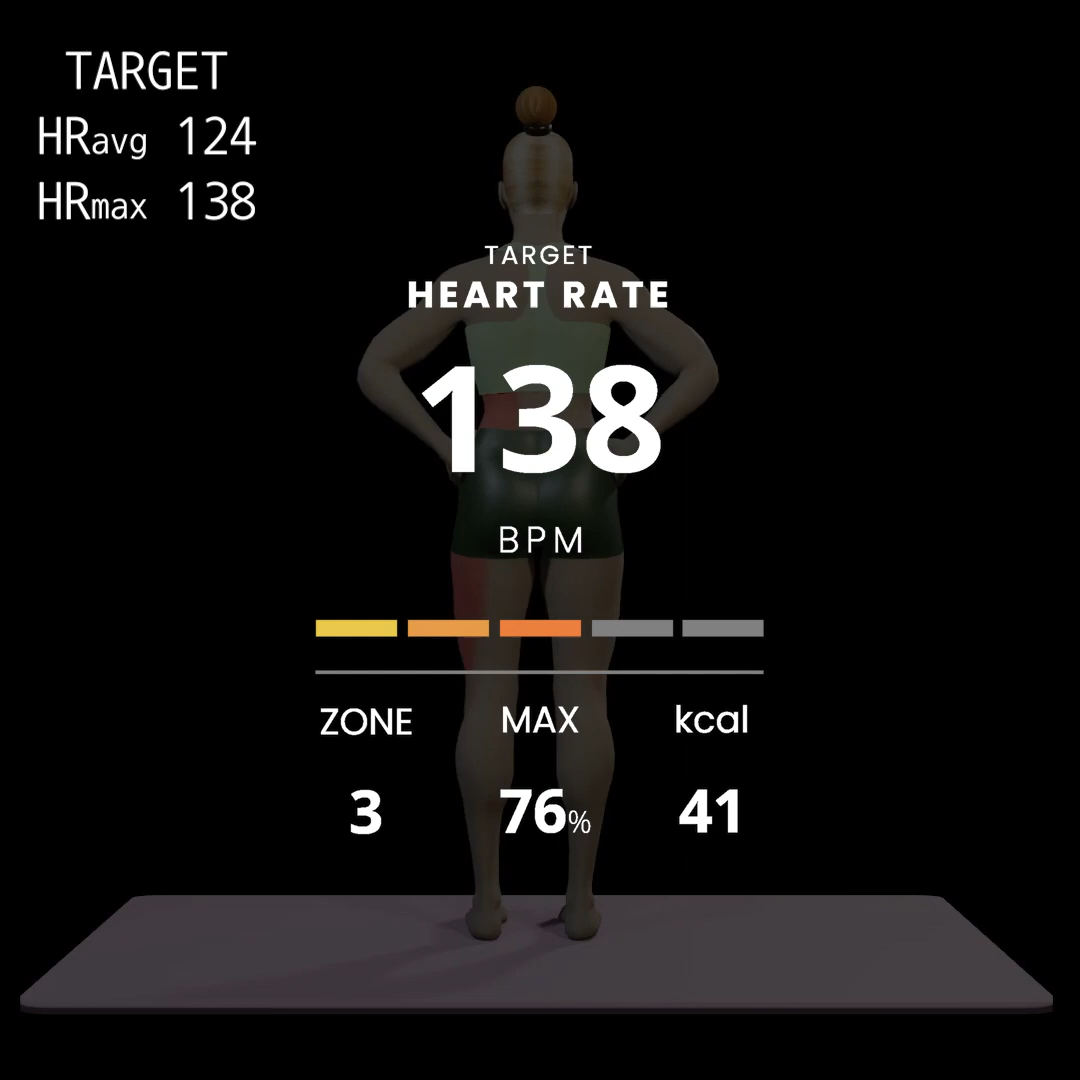 TARGET
HRavg 124
HRmax 138
TARGET
HEART RATE
138
BPM
ZONE MAX kcal
3 76% 41